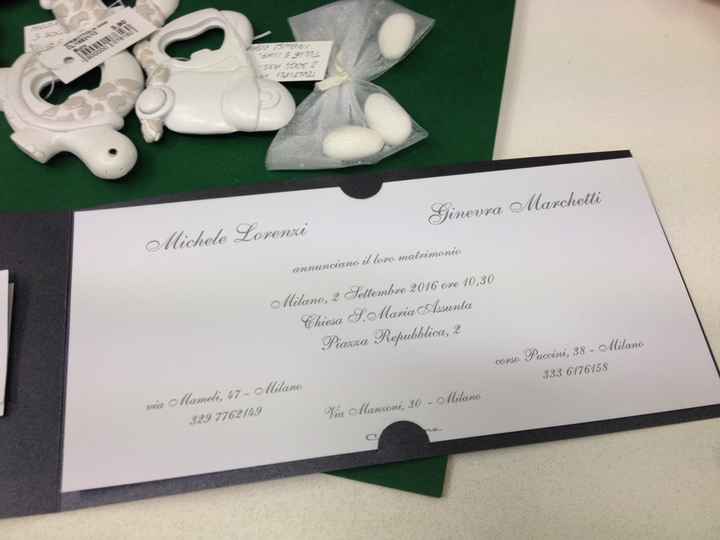 Michele Lorenzi
Ginevra Marchetti
annunciano il loro matrimonio
Milano, 2 Settembre 2016 ore 10,30
Chiesa S.Maria Assunta
Piazza Repubblica, 2
via Mameli, 47 - Milano
329 7762149
Via Manzoni, 30 - Milano
corso Puccini, 38 - Milano
333 6176158